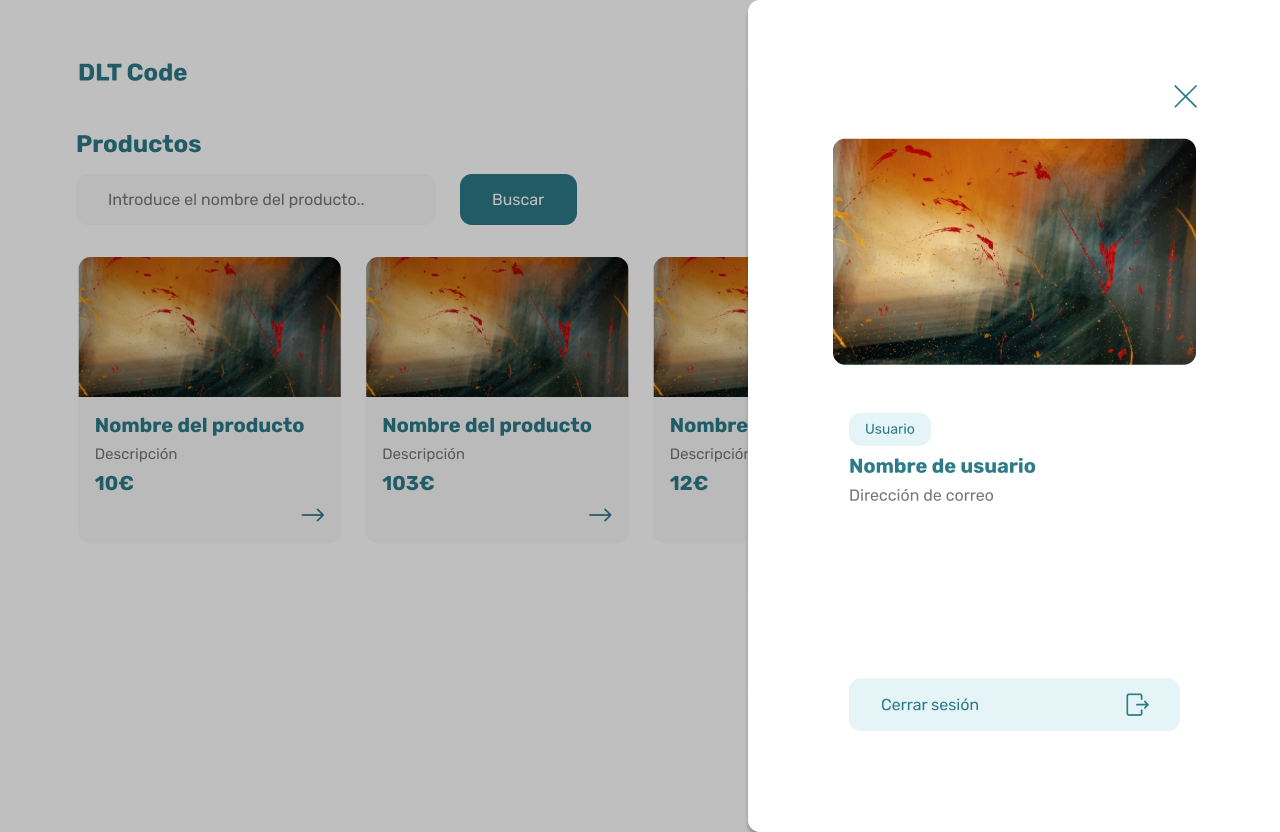 DLT Code
Productos
Introduce el nombre del producto..
Buscar
Nombre del producto
Descripción
10€
Nombre del producto
Descripción
103€
Nombre
Descripción
12€
Usuario
Nombre de usuario
Dirección de correo
Cerrar sesión